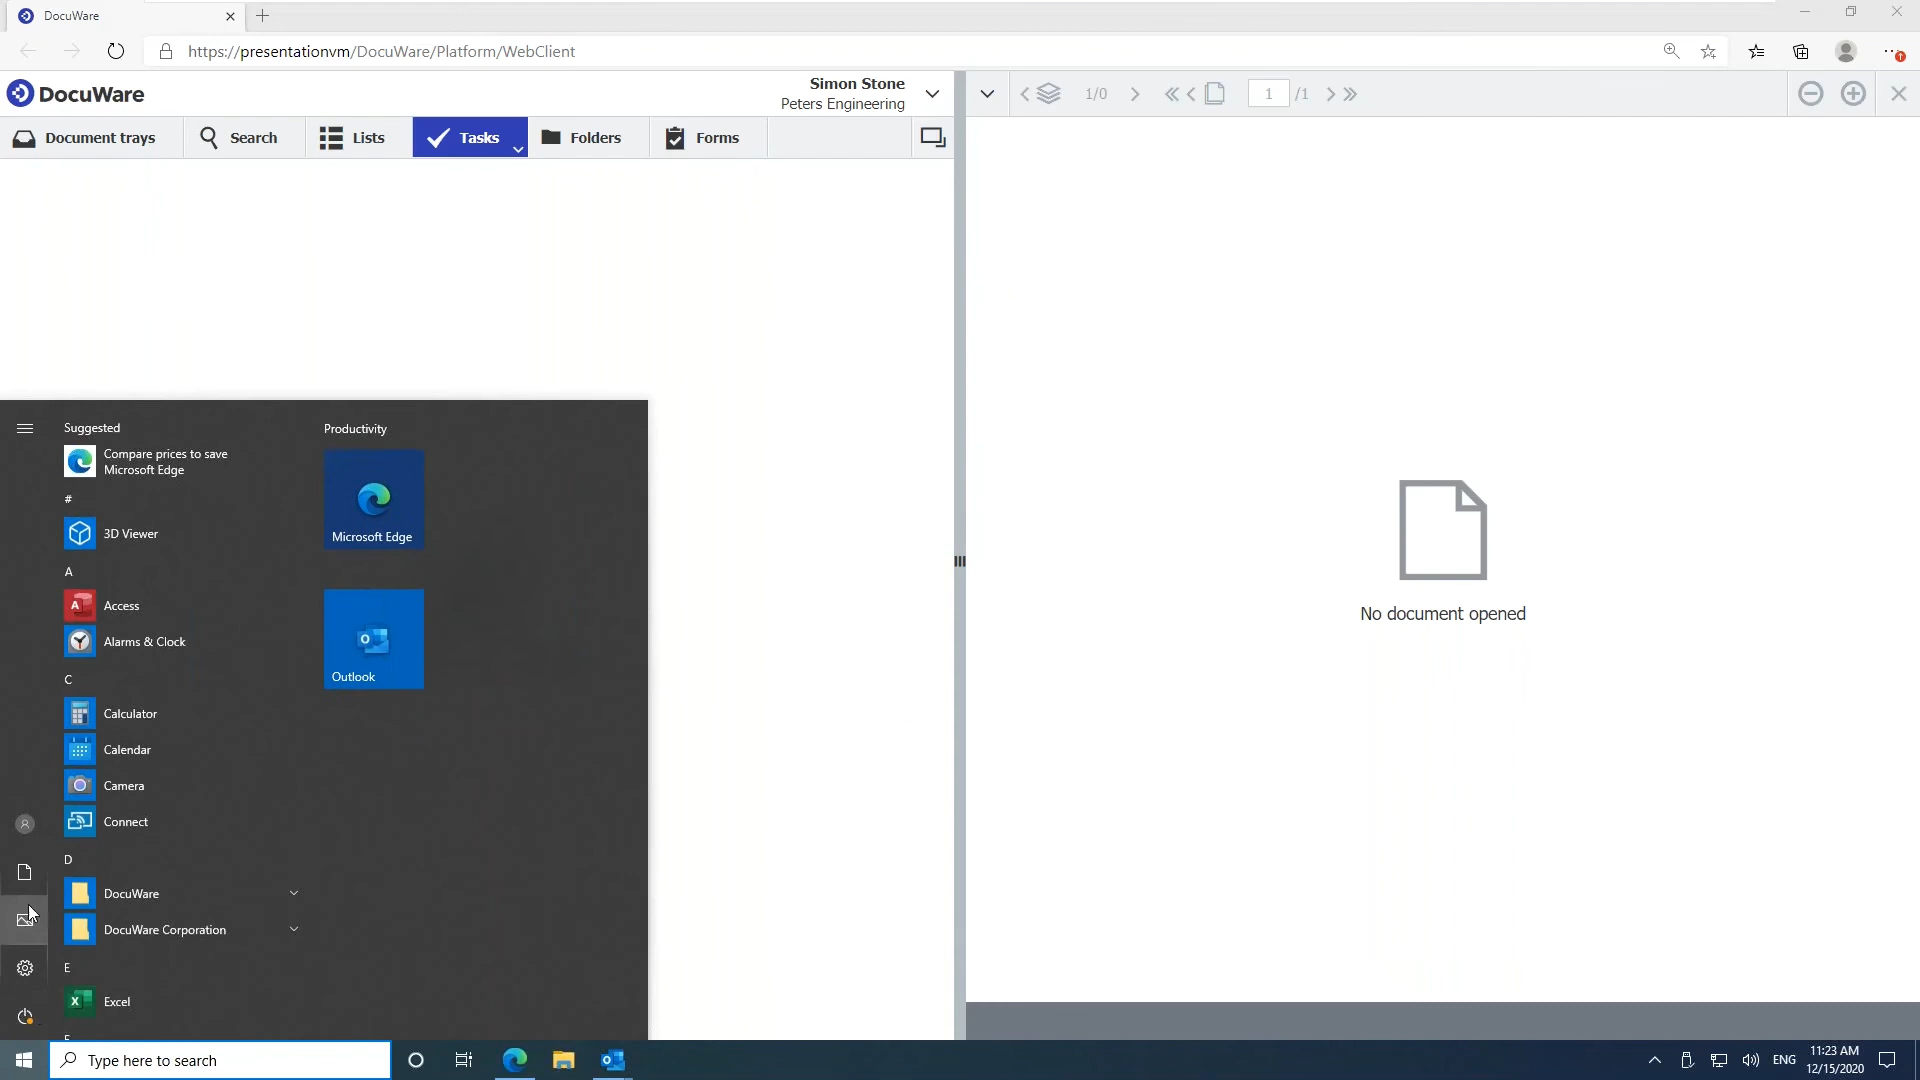 DocuWare
https://presentationvm/DocuWare/Platform/WebClient
DocuWare
Simon Stone
Peters Engineering
1/0
1 /1
Document trays
Search
Lists
Tasks
Folders
Forms
No document opened
Suggested
Compare prices to save
Microsoft Edge
#
3D Viewer
A
Access
Alarms & Clock
C
Calculator
Calendar
Camera
Connect
D
DocuWare
DocuWare Corporation
E
Excel
Productivity
Microsoft Edge
Outlook
Type here to search
ENG
11:23 AM
12/15/2020